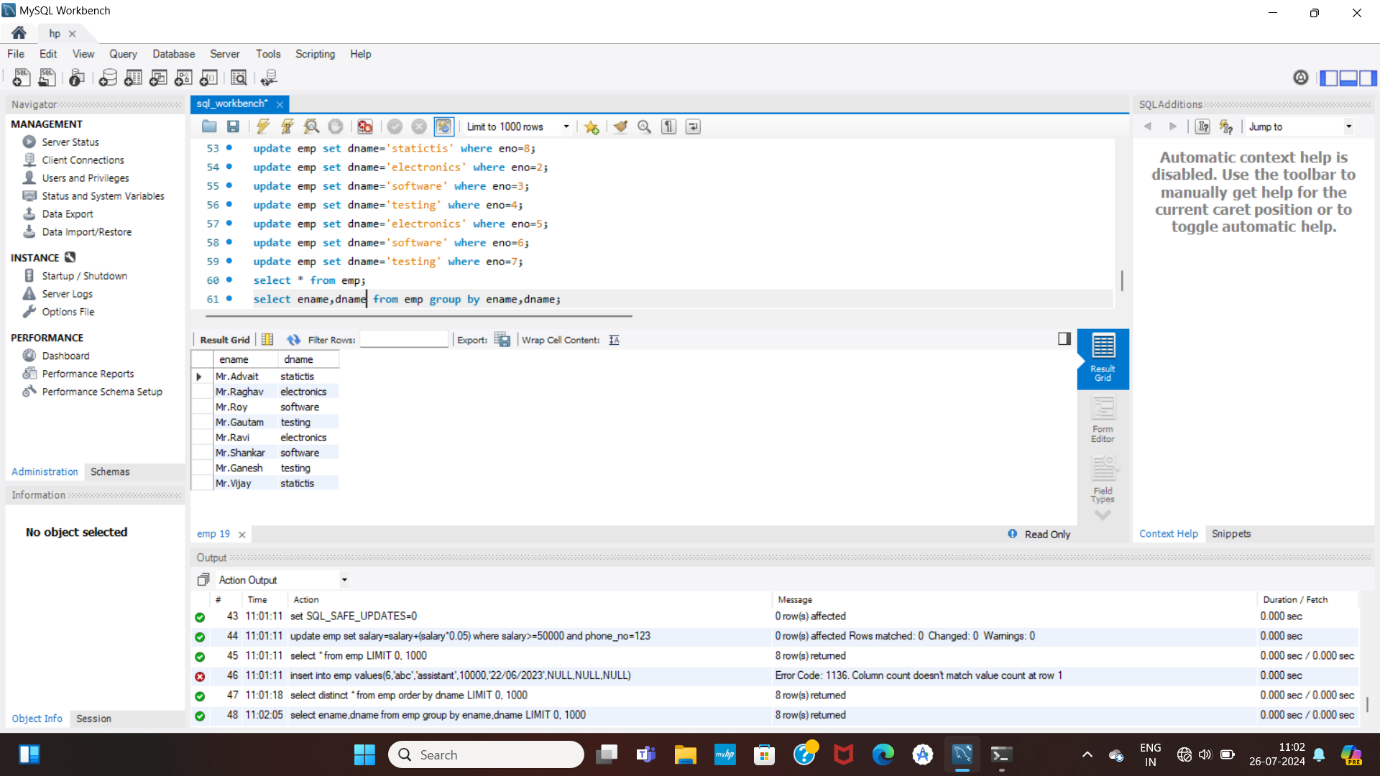 MySQL Workbench
hp
File Edit View Query Database Server Tools Scripting Help
Navigator
MANAGEMENT
Server Status
Client Connections
Users and Privileges
Status and System Variables
Data Export
Data Import/Restore
INSTANCE
Startup / Shutdown
Server Logs
Options File
PERFORMANCE
Dashboard
Performance Reports
Performance Schema Setup
Administration Schemas
Information
No object selected
Object Info Session
sql_workbench*
Limit to 1000 rows
53 update emp set dname='statictis' where eno=8;
54 update emp set dname='electronics' where eno=2;
55 update emp set dname='software' where eno=3;
56 update emp set dname='testing' where eno=4;
57 update emp set dname='electronics' where eno=5;
58 update emp set dname='software' where eno=6;
59 update emp set dname='testing' where eno=7;
60 select * from emp;
61 select ename,dname from emp group by ename,dname;
Result Grid Filter Rows: Export: Wrap Cell Content:
ename dname
Mr.Advait statictis
Mr.Raghav electronics
Mr.Roy software
Mr.Gautam testing
Mr.Ravi electronics
Mr.Shankar software
Mr.Ganesh testing
Mr.Vijay statictis
Result
Grid
Form
Editor
Field
Types
emp 19 Read Only
SQLAdditions
Jump to
Automatic context help is
disabled. Use the toolbar to
manually get help for the
current caret position or to
toggle automatic help.
Context Help Snippets
Output
Action Output
# Time Action Message Duration / Fetch
43 11:01:11 set SQL_SAFE_UPDATES=0 0 row(s) affected 0.000 sec
44 11:01:11 update emp set salary=salary+(salary*0.05) where salary>=50000 and phone_no=123 0 row(s) affected Rows matched: 0 Changed: 0 Warnings: 0 0.000 sec
45 11:01:11 select * from emp LIMIT 0, 1000 8 row(s) returned 0.000 sec / 0.000 sec
46 11:01:11 insert into emp values(6,'abc','assistant',10000,'22/06/2023',NULL,NULL,NULL) Error Code: 1136. Column count doesn't match value count at row 1 0.000 sec
47 11:01:18 select distinct * from emp order by dname LIMIT 0, 1000 8 row(s) returned 0.000 sec / 0.000 sec
48 11:02:05 select ename,dname from emp group by ename,dname LIMIT 0, 1000 8 row(s) returned 0.000 sec / 0.000 sec
Search
ENG
IN
11:02
26-07-2024
PRE